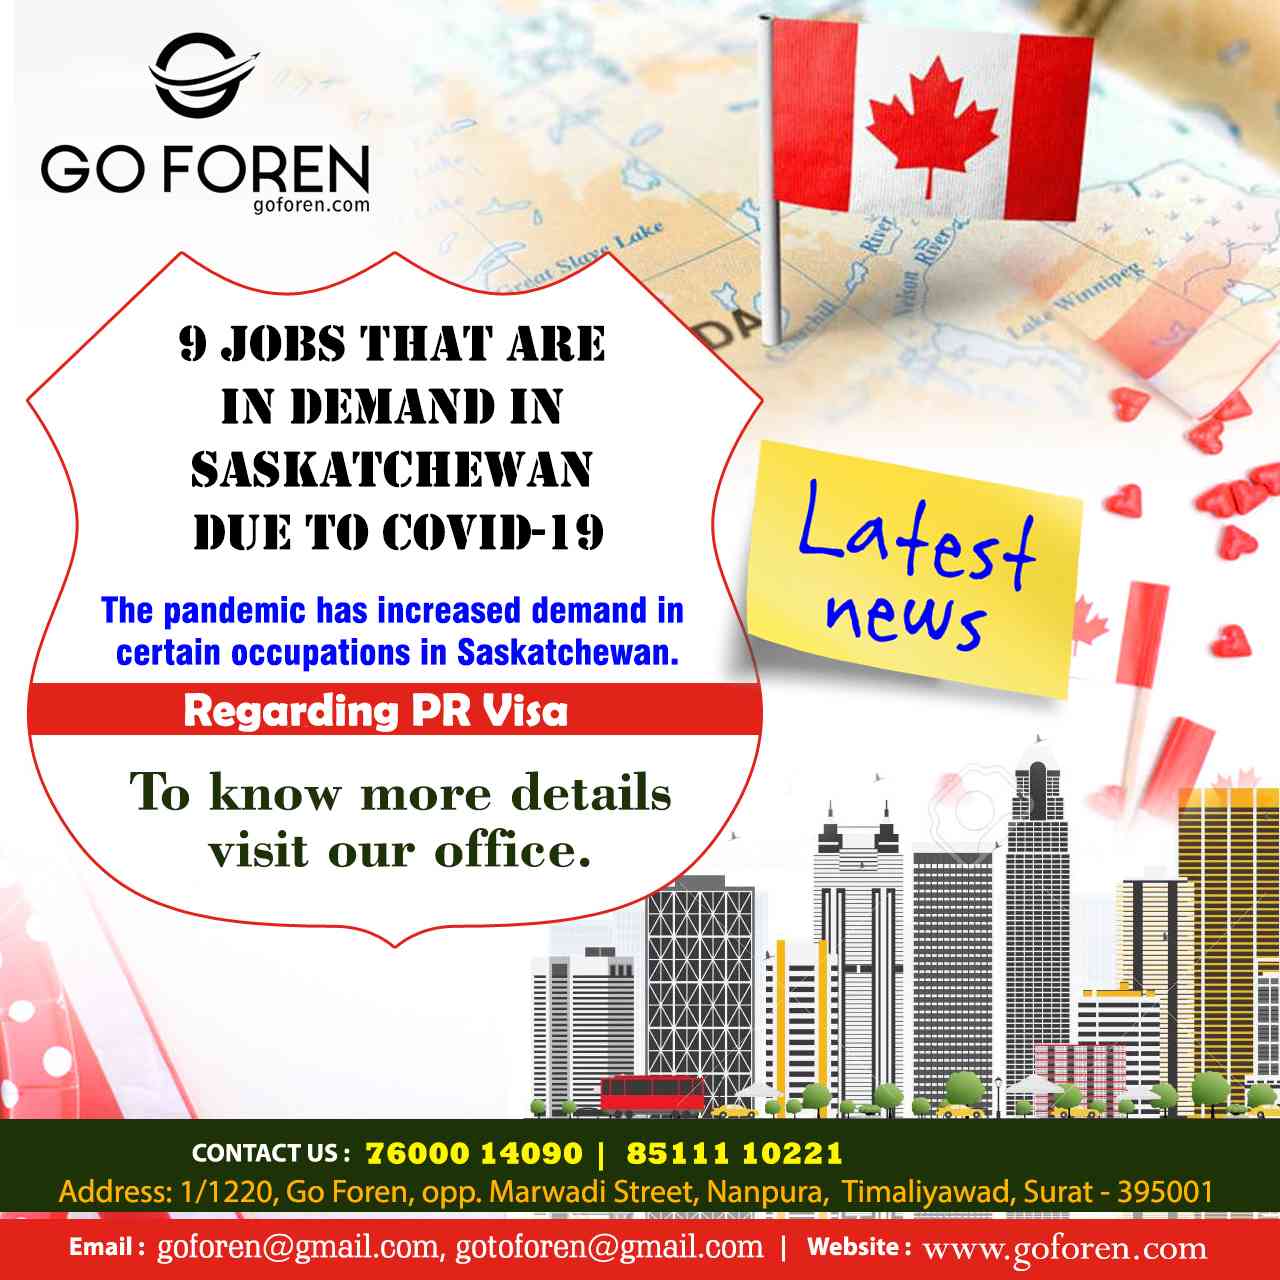 GO FOREN
goforen.com
Great Slave Lake
DA
Churchill River
Nelson River
Lake Winnipeg
9 JOBS THAT ARE
IN DEMAND IN
SASKATCHEWAN
DUE TO COVID-19
The pandemic has increased demand in
certain occupations in Saskatchewan.
Latest
news
Regarding PR Visa
To know more details
visit our office.
CONTACT US : 76000 14090 | 85111 10221
Address: 1/1220, Go Foren, opp. Marwadi Street, Nanpura, Timaliyawad, Surat - 395001
Email : goforen@gmail.com, gotoforen@gmail.com | Website : www.goforen.com